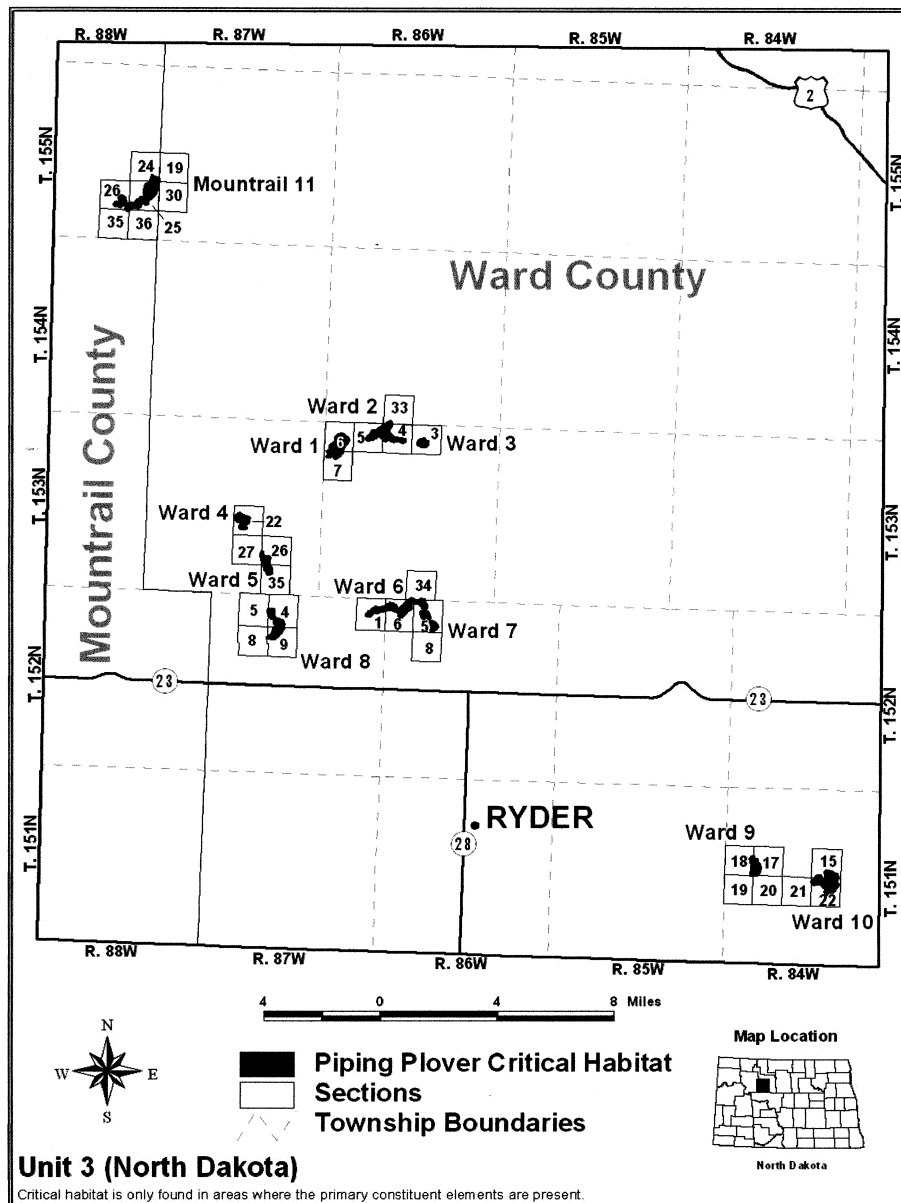 R. 88W R. 87W R. 86W R. 85W R. 84W
2
T. 155N
T. 155N
24 19
Mountrail 11
26 30
35 36 25
Ward County
T. 154N
T. 154N
Mountrail County
Ward 2 33
Ward 1 6 5 4 3 Ward 3
7
T. 153N
T. 153N
Ward 4 22
27 26
Ward 5 35
Ward 6 34
5 4
1 6 5 Ward 7
8 9
8
Ward 8
T. 152N
T. 152N
23
23
RYDER
28
T. 151N
T. 151N
Ward 9
18 17 15
19 20 21 22
Ward 10
R. 88W R. 87W R. 86W R. 85W R. 84W
4 0 4 8 Miles
N
W E
S
Piping Plover Critical Habitat
Sections
Township Boundaries
Map Location
North Dakota
Unit 3 (North Dakota)
Critical habitat is only found in areas where the primary constituent elements are present.